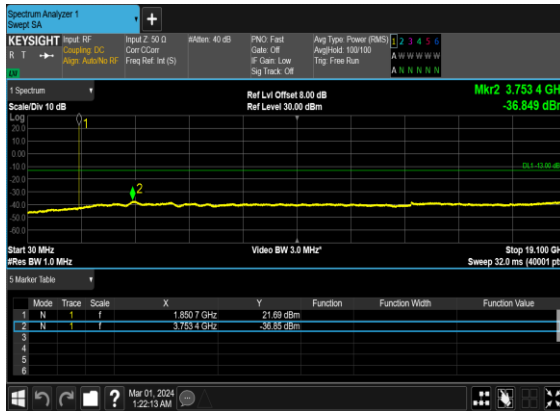 Spectrum Analyzer 1
Swept SA
+
KEYSIGHT Input: RF Input Z: 50 Ω #Atten: 40 dB PNO: Fast Avg Type: Power (RMS) 1 2 3 4 5 6
R T Coupling: DC Corr CCorr Gate: Off Avg|Hold: 100/100 A W W W W W
Align: Auto/No RF Freq Ref: Int (S) IF Gain: Low Trig: Free Run
Sig Track: Off A N N N N N
1 Spectrum Ref Lvl Offset 8.00 dB Mkr2 3.753 4 GHz
Scale/Div 10 dB Ref Level 30.00 dBm -36.849 dBm
Log
20.0
10.0
0.00
-10.0
-20.0
-30.0
-40.0
-50.0
-60.0
1
DL1 -13.00 dB
2
Start 30 MHz Video BW 3.0 MHz* Stop 19.100 GH
#Res BW 1.0 MHz Sweep 32.0 ms (40001 pt
5 Marker Table
Mode Trace Scale X Y Function Function Width Function Value
1 N 1 f 1.850 7 GHz 21.69 dBm
2 N 1 f 3.753 4 GHz -36.85 dBm
3
4
5
6
? Mar 01, 2024
1:22:13 AM